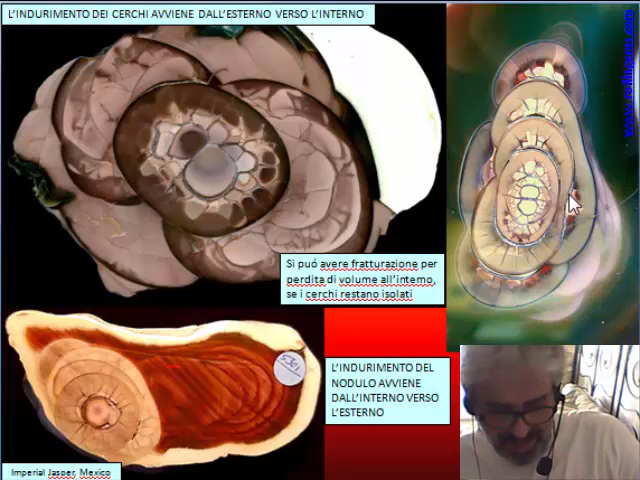 L'INDURIMENTO DEI CERCHI AVVIENE DALL'ESTERNO VERSO L'INTERNO
Si puó avere fratturazione per
perdita di volume all'interno,
se i cerchi restano isolati
L'INDURIMENTO DEL
NODULO AVVIENE
DALL'INTERNO VERSO
L'ESTERNO
Imperial Jasper, Mexico